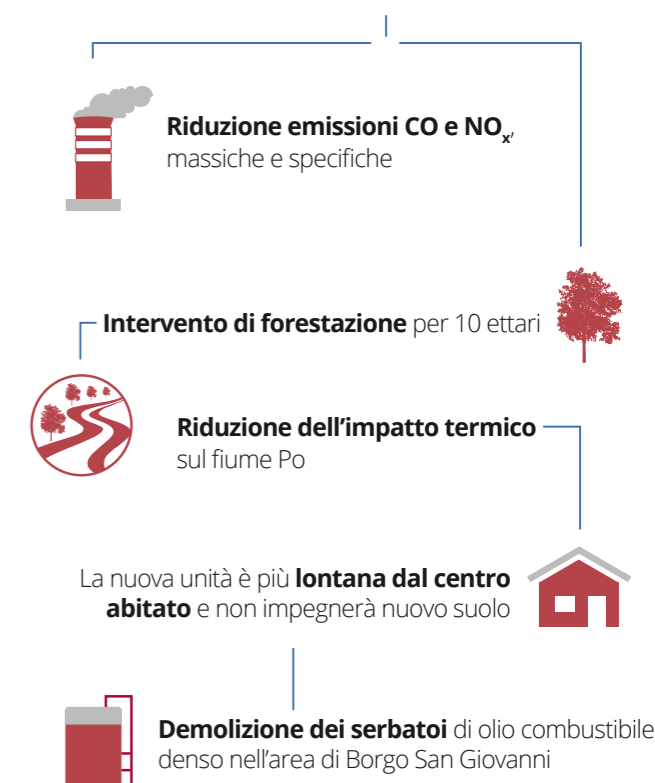 Riduzione emissioni CO e NOx,
massiche e specifiche
Intervento di forestazione per 10 ettari
Riduzione dell’impatto termico
sul fiume Po
La nuova unità è più lontana dal centro
abitato e non impegnerà nuovo suolo
Demolizione dei serbatoi di olio combustibile
denso nell’area di Borgo San Giovanni